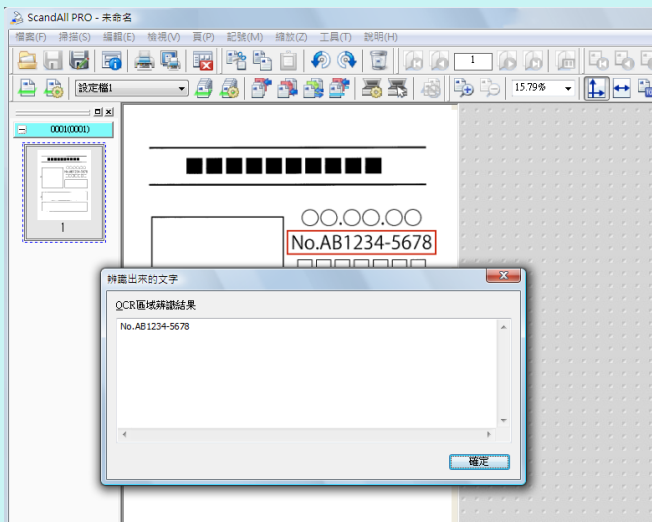 ScandAll PRO - 未命名
檔案(F) 掃描(S) 編輯(E) 檢視(V) 頁(P) 記號(M) 縮放(Z) 工具(T) 說明(H)
1
設定檔1
15.79%
0001(0001)
1
No.AB1234-5678
辨識出來的文字
OCR區域辨識結果
No.AB1234-5678
確定